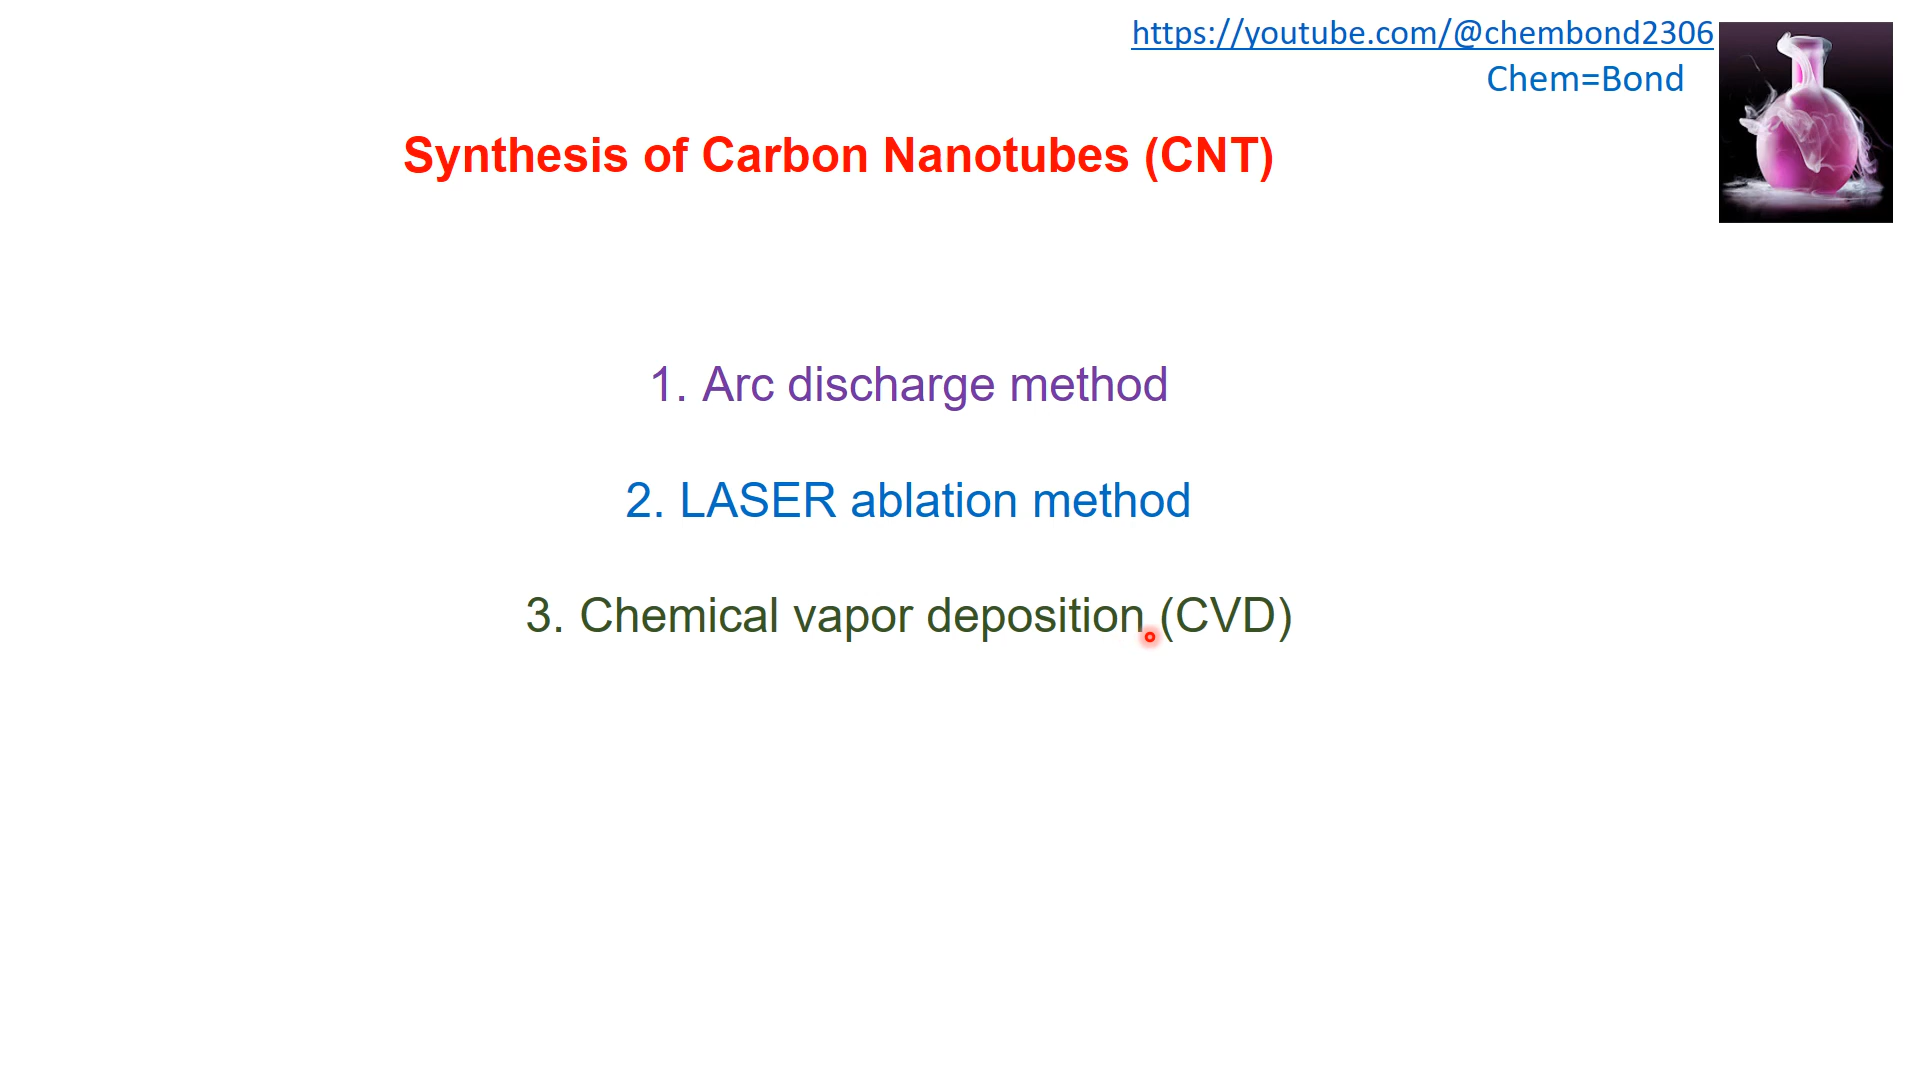 https://youtube.com/@chembond2306
Chem=Bond
Synthesis of Carbon Nanotubes (CNT)
1. Arc discharge method
2. LASER ablation method
3. Chemical vapor deposition (CVD)